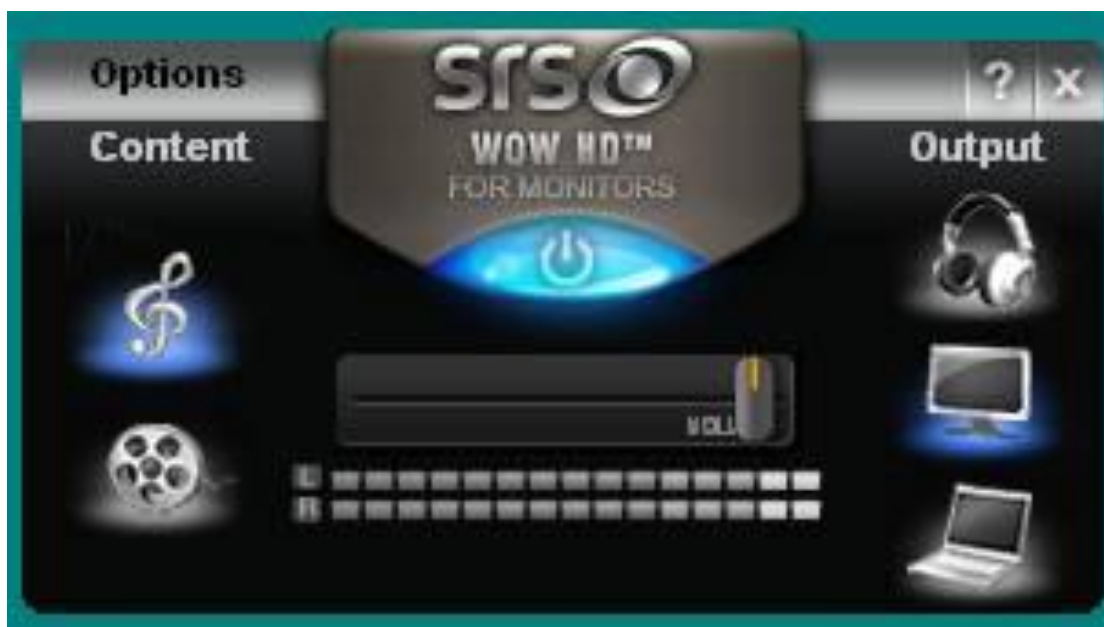 Options
srs
? x
Content
WOW HD™
Output
FOR MONITORS
L
R